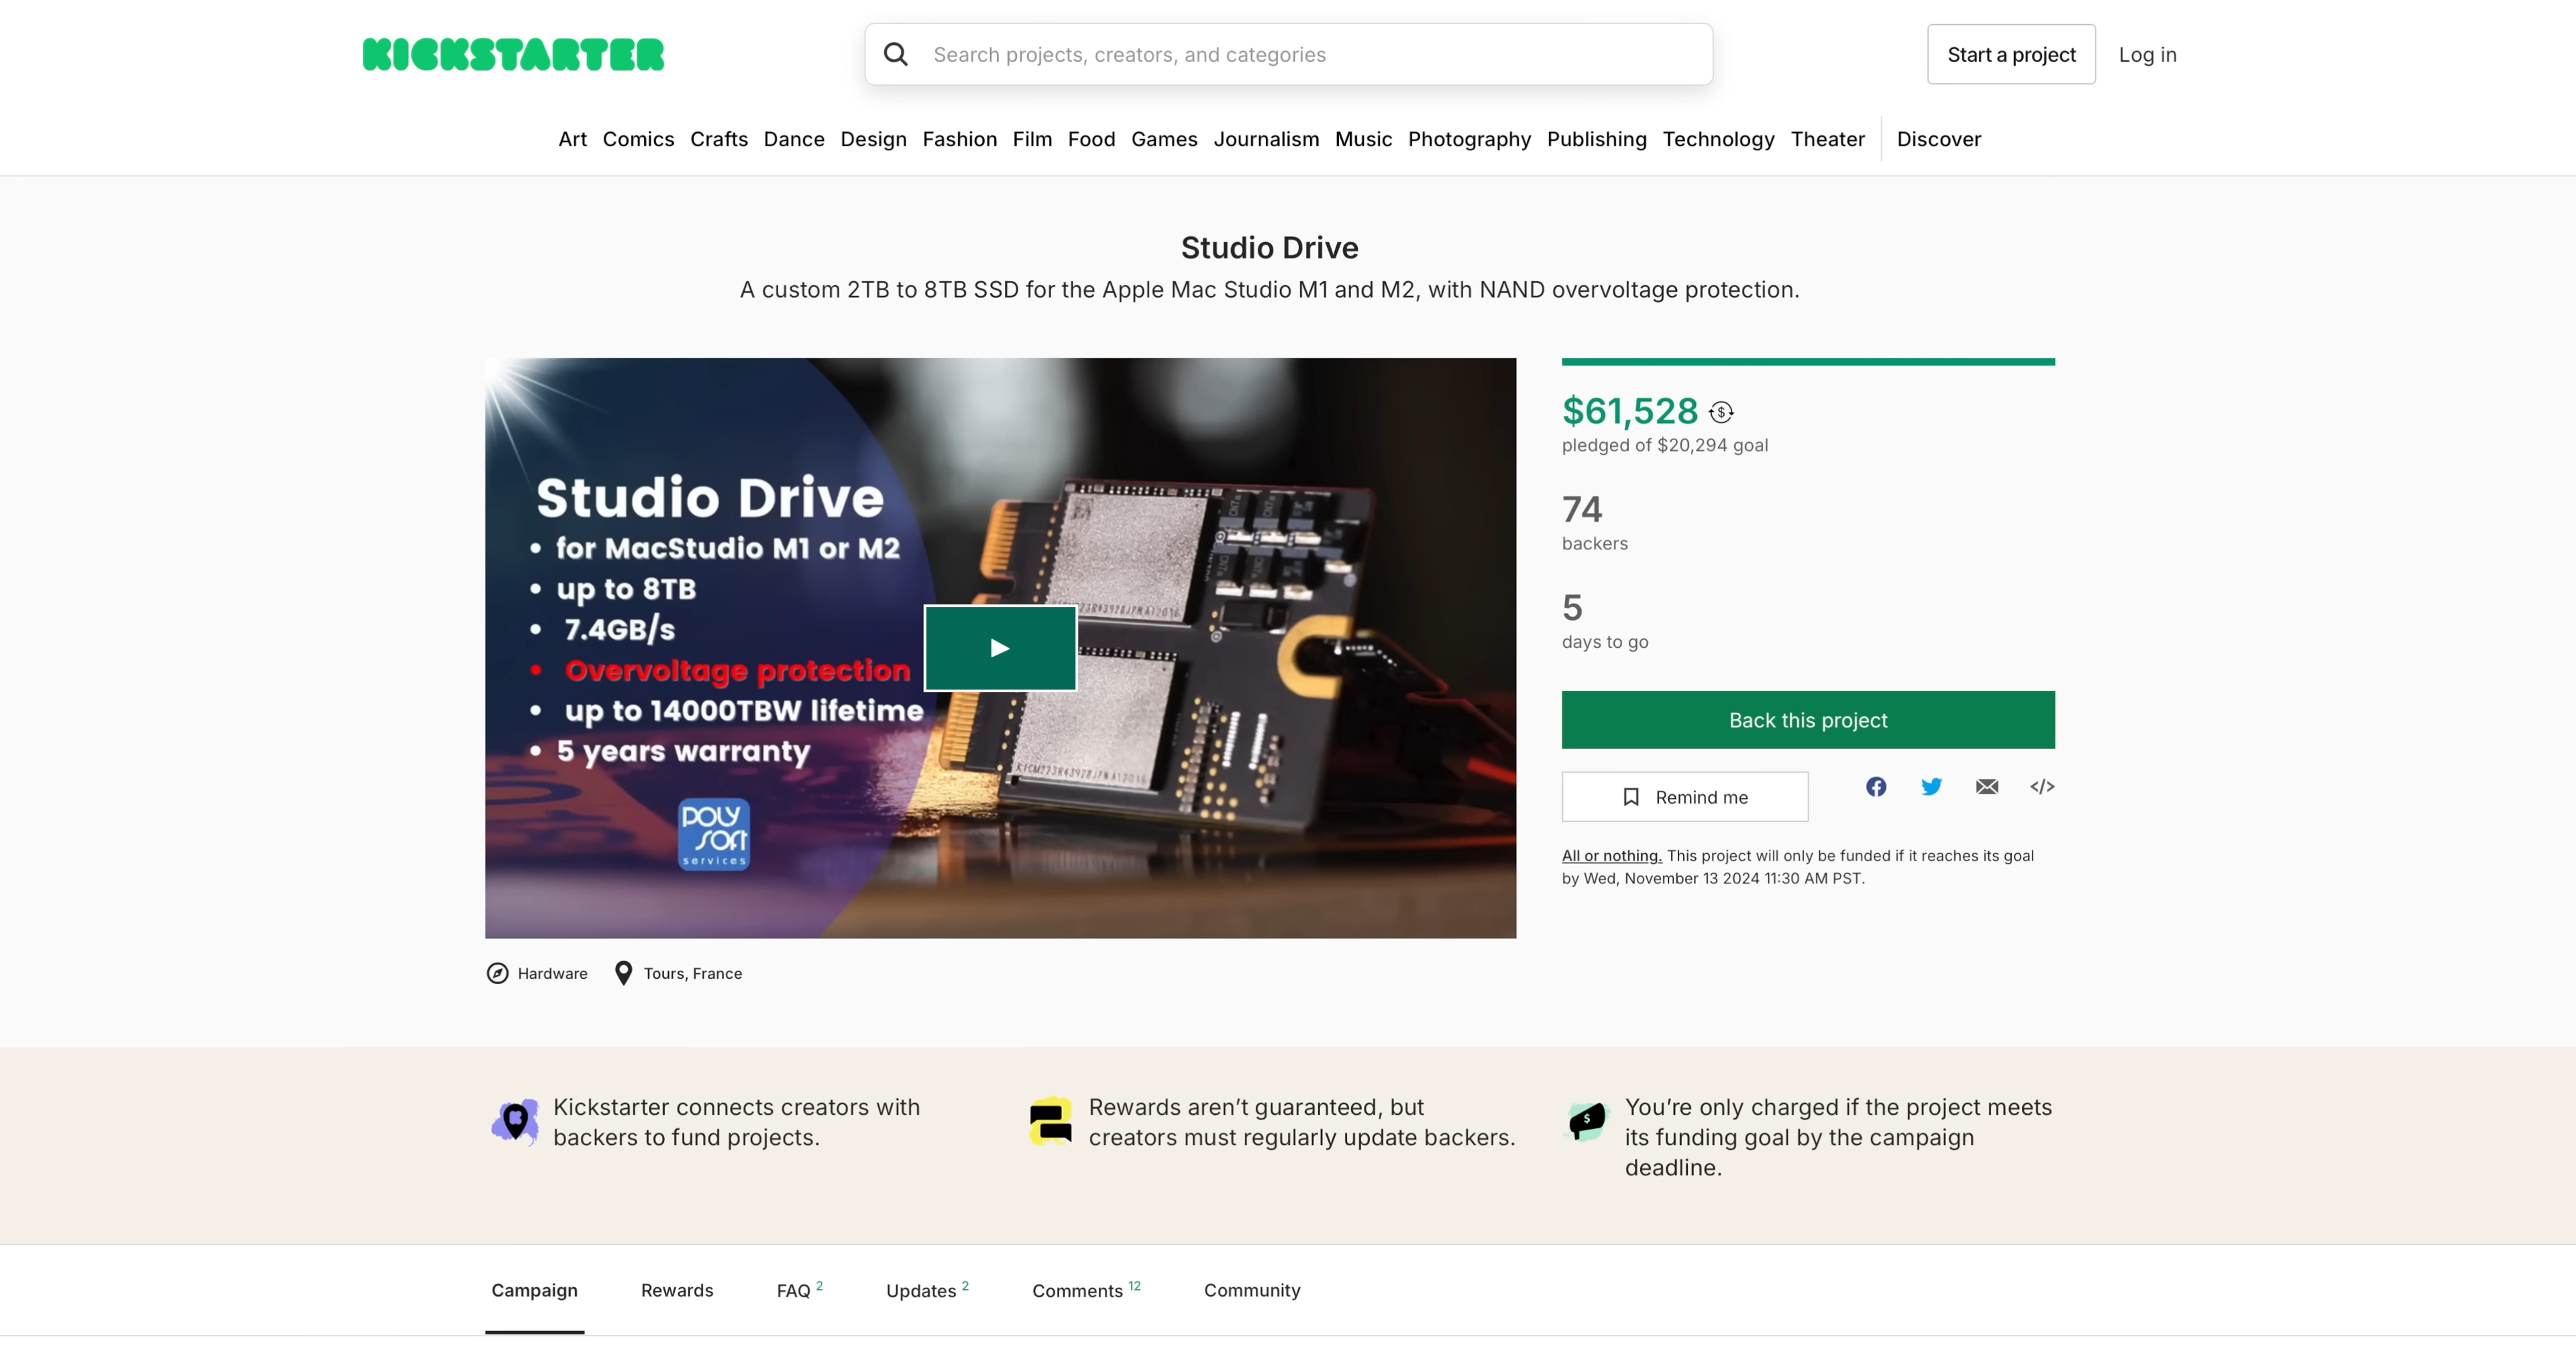 KICKSTARTER
Search projects, creators, and categories
Start a project
Log in
Art Comics Crafts Dance Design Fashion Film Food Games Journalism Music Photography Publishing Technology Theater Discover
Studio Drive
A custom 2TB to 8TB SSD for the Apple Mac Studio M1 and M2, with NAND overvoltage protection.
Studio Drive
• for MacStudio M1 or M2
• up to 8TB
• 7.4GB/s
• Overvoltage protection
• up to 14000TBW lifetime
• 5 years warranty
POLY
SOFT
services
$61,528
pledged of $20,294 goal
74
backers
5
days to go
Back this project
Remind me
All or nothing. This project will only be funded if it reaches its goal
by Wed, November 13 2024 11:30 AM PST.
Hardware
Tours, France
Kickstarter connects creators with
backers to fund projects.
Rewards aren’t guaranteed, but
creators must regularly update backers.
You’re only charged if the project meets
its funding goal by the campaign
deadline.
Campaign
Rewards
FAQ 2
Updates 2
Comments 12
Community